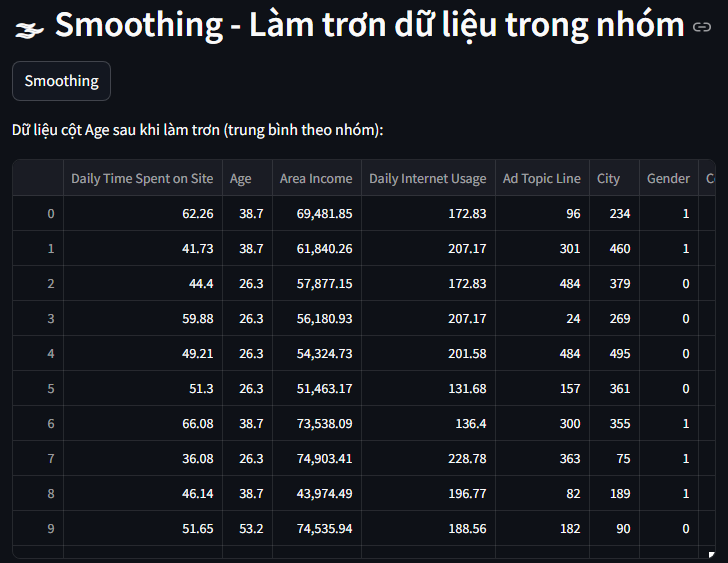 Smoothing - Làm trơn dữ liệu trong nhóm
Smoothing
Dữ liệu cột Age sau khi làm trơn (trung bình theo nhóm):
Daily Time Spent on Site Age Area Income Daily Internet Usage Ad Topic Line City Gender
0 62.26 38.7 69,481.85 172.83 96 234 1
1 41.73 38.7 61,840.26 207.17 301 460 1
2 44.4 26.3 57,877.15 172.83 484 379 0
3 59.88 26.3 56,180.93 207.17 24 269 0
4 49.21 26.3 54,324.73 201.58 484 495 0
5 51.3 26.3 51,463.17 131.68 157 361 0
6 66.08 38.7 73,538.09 136.4 300 355 1
7 36.08 26.3 74,903.41 228.78 363 75 1
8 46.14 38.7 43,974.49 196.77 82 189 1
9 51.65 53.2 74,535.94 188.56 182 90 0